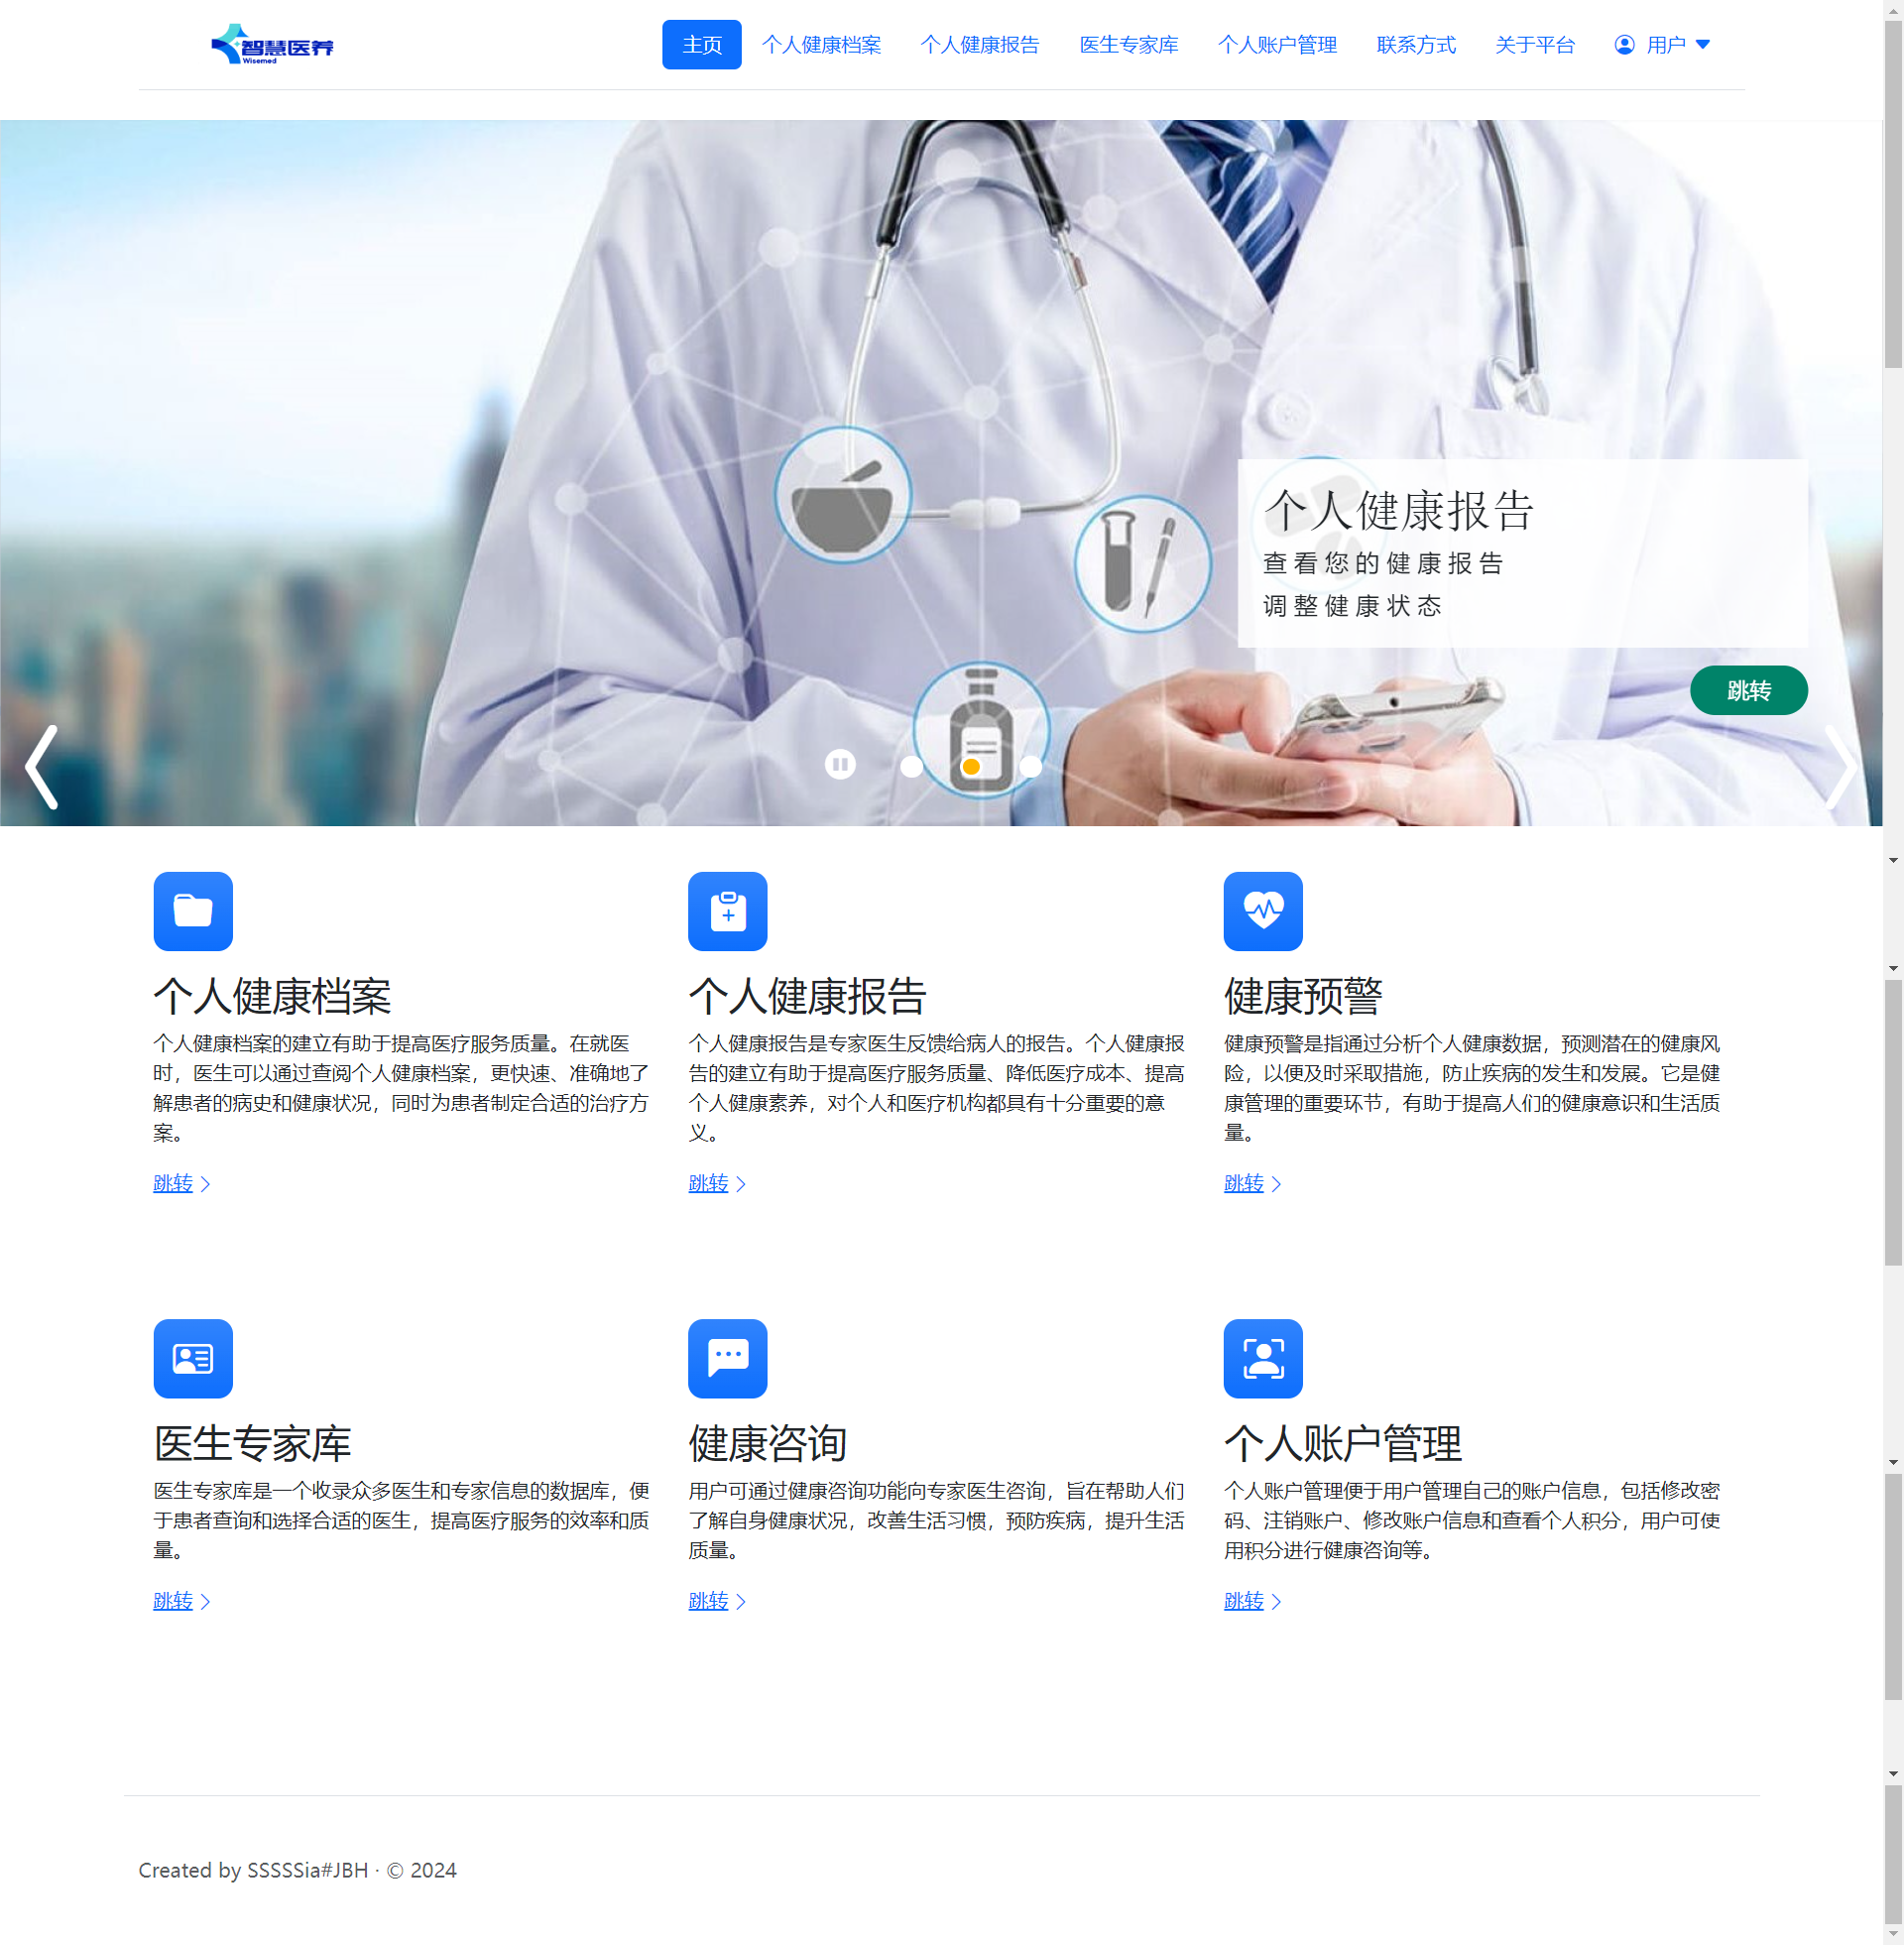 智慧医养
Wisemed
主页 个人健康档案 个人健康报告 医生专家库 个人账户管理 联系方式 关于平台 用户
个人健康报告
查看您的健康报告
调整健康状态
跳转
个人健康档案
个人健康档案的建立有助于提高医疗服务质量。在就医
时，医生可以通过查阅个人健康档案，更快速、准确地了
解患者的病史和健康状况，同时为患者制定合适的治疗方
案。
跳转
个人健康报告
个人健康报告是专家医生反馈给病人的报告。个人健康报
告的建立有助于提高医疗服务质量、降低医疗成本、提高
个人健康素养，对个人和医疗机构都具有十分重要的意
义。
跳转
健康预警
健康预警是指通过分析个人健康数据，预测潜在的健康风
险，以便及时采取措施，防止疾病的发生和发展。它是健
康管理的重要环节，有助于提高人们的健康意识和生活质
量。
跳转
医生专家库
医生专家库是一个收录众多医生和专家信息的数据库，便
于患者查询和选择合适的医生，提高医疗服务的效率和质
量。
跳转
健康咨询
用户可通过健康咨询功能向专家医生咨询，旨在帮助人们
了解自身健康状况，改善生活习惯，预防疾病，提升生活
质量。
跳转
个人账户管理
个人账户管理便于用户管理自己的账户信息，包括修改密
码、注销账户、修改账户信息和查看个人积分，用户可使
用积分进行健康咨询等。
跳转
Created by SSSSSia#JBH · © 2024